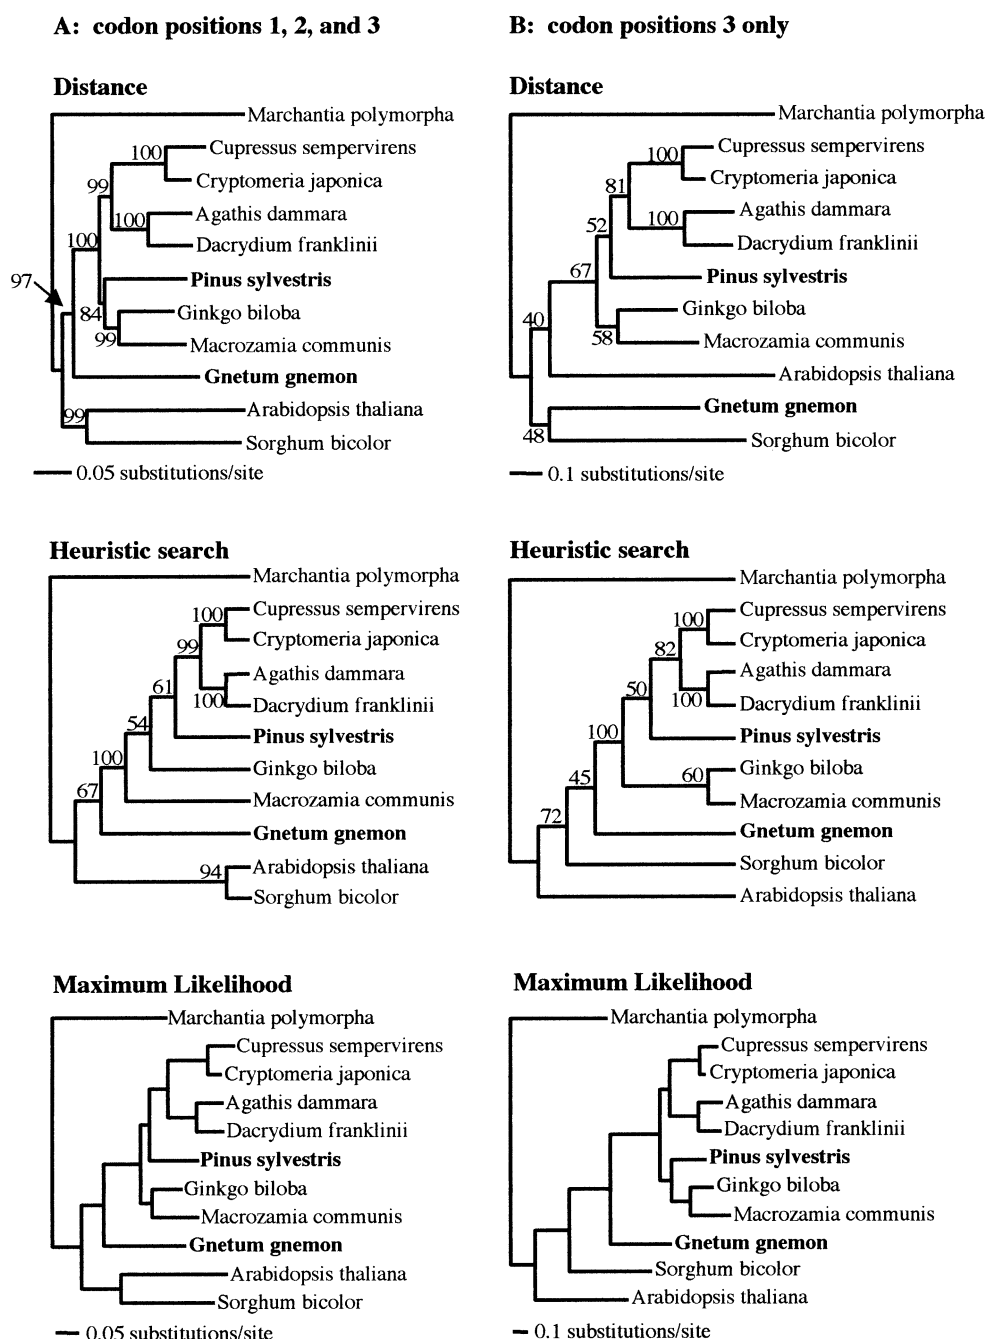 A: codon positions 1, 2, and 3
Distance
Marchantia polymorpha
100 Cupressus sempervirens
Cryptomeria japonica
99
100 Agathis dammara
Dacrydium franklinii
100
97
Pinus sylvestris
84
Ginkgo biloba
99
Macrozamia communis
Gnetum gnemon
99 Arabidopsis thaliana
Sorghum bicolor
0.05 substitutions/site
Heuristic search
Marchantia polymorpha
100 Cupressus sempervirens
Cryptomeria japonica
99
Agathis dammara
100
Dacrydium franklinii
61
Pinus sylvestris
54
Ginkgo biloba
100
Macrozamia communis
67
Gnetum gnemon
94 Arabidopsis thaliana
Sorghum bicolor
Maximum Likelihood
Marchantia polymorpha
Cupressus sempervirens
Cryptomeria japonica
Agathis dammara
Dacrydium franklinii
Pinus sylvestris
Ginkgo biloba
Macrozamia communis
Gnetum gnemon
Arabidopsis thaliana
Sorghum bicolor
0.05 substitutions/site
B: codon positions 3 only
Distance
Marchantia polymorpha
100 Cupressus sempervirens
Cryptomeria japonica
81
100 Agathis dammara
Dacrydium franklinii
52
67 Pinus sylvestris
Ginkgo biloba
58
Macrozamia communis
40
Arabidopsis thaliana
Gnetum gnemon
48
Sorghum bicolor
0.1 substitutions/site
Heuristic search
Marchantia polymorpha
100 Cupressus sempervirens
Cryptomeria japonica
82
Agathis dammara
100
Dacrydium franklinii
50
Pinus sylvestris
100
60 Ginkgo biloba
Macrozamia communis
45
Gnetum gnemon
72
Sorghum bicolor
Arabidopsis thaliana
Maximum Likelihood
Marchantia polymorpha
Cupressus sempervirens
Cryptomeria japonica
Agathis dammara
Dacrydium franklinii
Pinus sylvestris
Ginkgo biloba
Macrozamia communis
Gnetum gnemon
Sorghum bicolor
Arabidopsis thaliana
0.1 substitutions/site